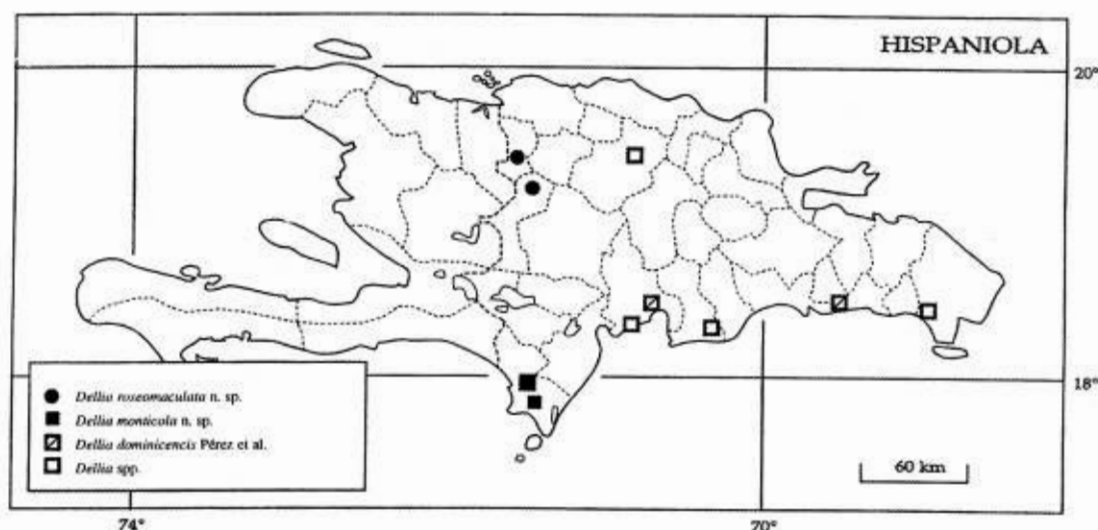 HISPANIOLA
20°
18°
Dellia roseomaculata n. sp.
Dellia monticola n. sp.
Dellia dominicencis Pérez et al.
Dellia spp.
60 km
74°
70°